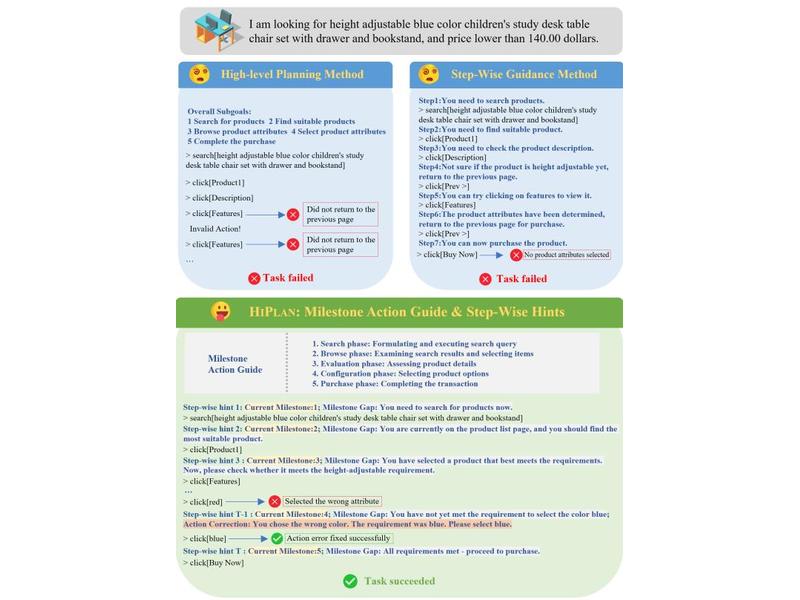 I am looking for height adjustable blue color children's study desk table
chair set with drawer and bookstand, and price lower than 140.00 dollars.
High-level Planning Method
Overall Subgoals:
1 Search for products 2 Find suitable products
3 Browse product attributes 4 Select product attributes
5 Complete the purchase
> search[height adjustable blue color children's study
desk table chair set with drawer and bookstand]
> click[Product1]
> click[Description]
> click[Features]
Did not return to the
previous page
Invalid Action!
> click[Features]
Did not return to the
previous page
...
Task failed
Step-Wise Guidance Method
Step1:You need to search products.
> search[height adjustable blue color children's study
desk table chair set with drawer and bookstand]
Step2:You need to find suitable product.
> click[Product1]
Step3:You need to check the product description.
> click[Description]
Step4:Not sure if the product is height adjustable yet,
return to the previous page.
> click[Prev >]
Step5:You can try clicking on features to view it.
> click[Features]
Step6:The product attributes have been determined,
return to the previous page for purchase.
> click[Prev >]
Step7:You can now purchase the product.
> click[Buy Now]
No product attributes selected
Task failed
HIPLAN: Milestone Action Guide & Step-Wise Hints
Milestone
Action Guide
1. Search phase: Formulating and executing search query
2. Browse phase: Examining search results and selecting items
3. Evaluation phase: Assessing product details
4. Configuration phase: Selecting product options
5. Purchase phase: Completing the transaction
Step-wise hint 1: Current Milestone:1; Milestone Gap: You need to search for products now.
> search[height adjustable blue color children's study desk table chair set with drawer and bookstand]
Step-wise hint 2: Current Milestone:2; Milestone Gap: You are currently on the product list page, and you should find the
most suitable product.
> click[Product1]
Step-wise hint 3 : Current Milestone:3; Milestone Gap: You have selected a product that best meets the requirements.
Now, please check whether it meets the height-adjustable requirement.
> click[Features]
...
> click[red]
Selected the wrong attribute
Step-wise hint T-1 : Current Milestone:4; Milestone Gap: You have not yet met the requirement to select the color blue;
Action Correction: You chose the wrong color. The requirement was blue. Please select blue.
> click[blue]
Action error fixed successfully
Step-wise hint T : Current Milestone:5; Milestone Gap: All requirements met - proceed to purchase.
> click[Buy Now]
Task succeeded